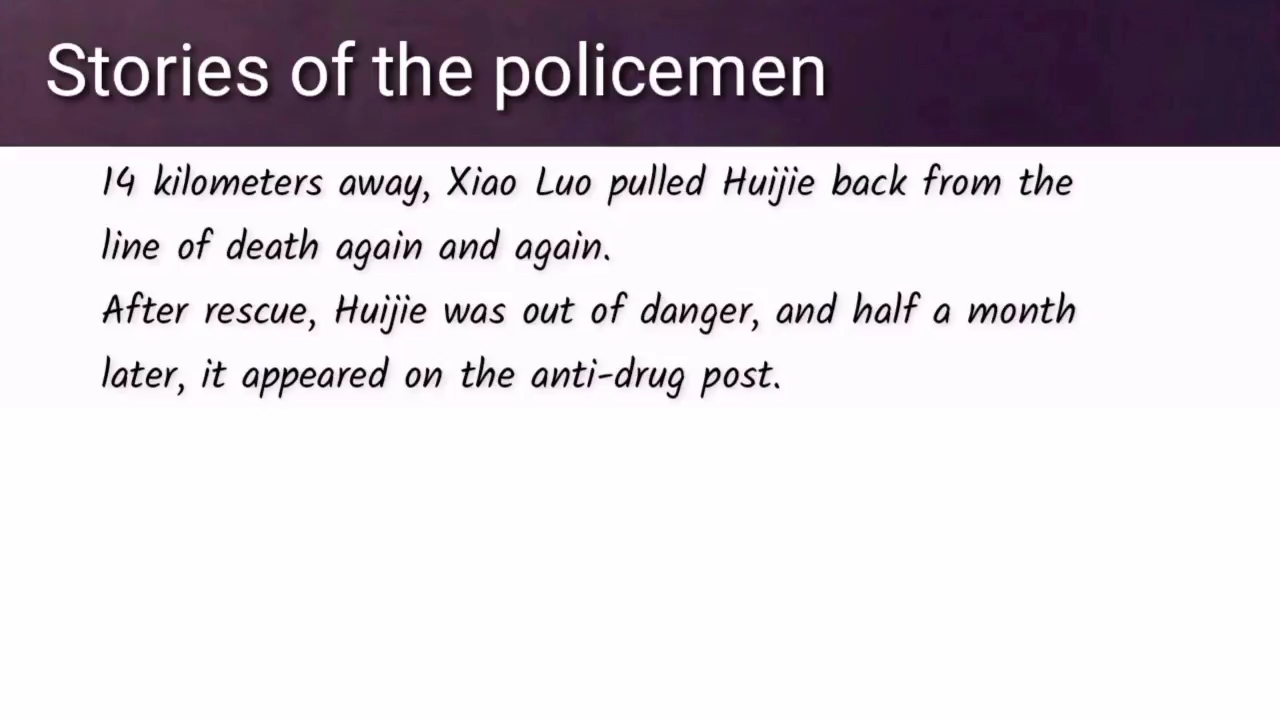 Stories of the policemen
14 kilometers away, Xiao Luo pulled Huijie back from the
line of death again and again.
After rescue, Huijie was out of danger, and half a month
later, it appeared on the anti-drug post.